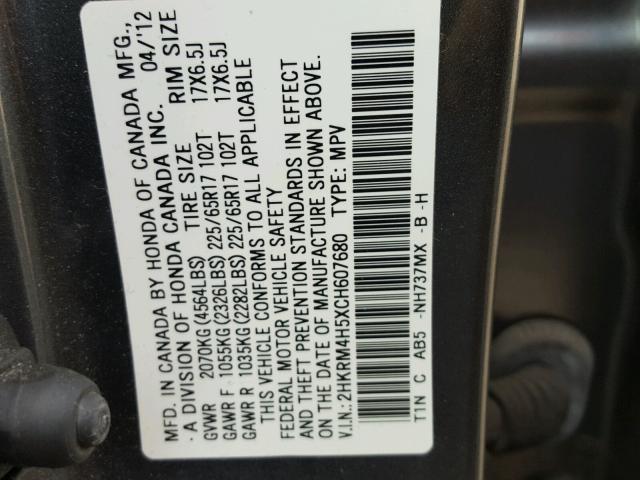 MFD. IN CANADA BY HONDA OF CANADA MFG.,
- A DIVISION OF HONDA CANADA INC. 04/'12
TIRE SIZE RIM SIZE
GVWR 2070KG (4564LBS)
GAWR F 1055KG (2328LBS) 225/65R17 102T 17X6.5J
GAWR R 1035KG (2282LBS) 225/65R17 102T 17X6.5J
THIS VEHICLE CONFORMS TO ALL APPLICABLE
FEDERAL MOTOR VEHICLE SAFETY
AND THEFT PREVENTION STANDARDS IN EFFECT
ON THE DATE OF MANUFACTURE SHOWN ABOVE.
V.I.N.: 2HKRM4H5XCH607680 TYPE: MPV
T1N C AB5 -NH737MX -B -H